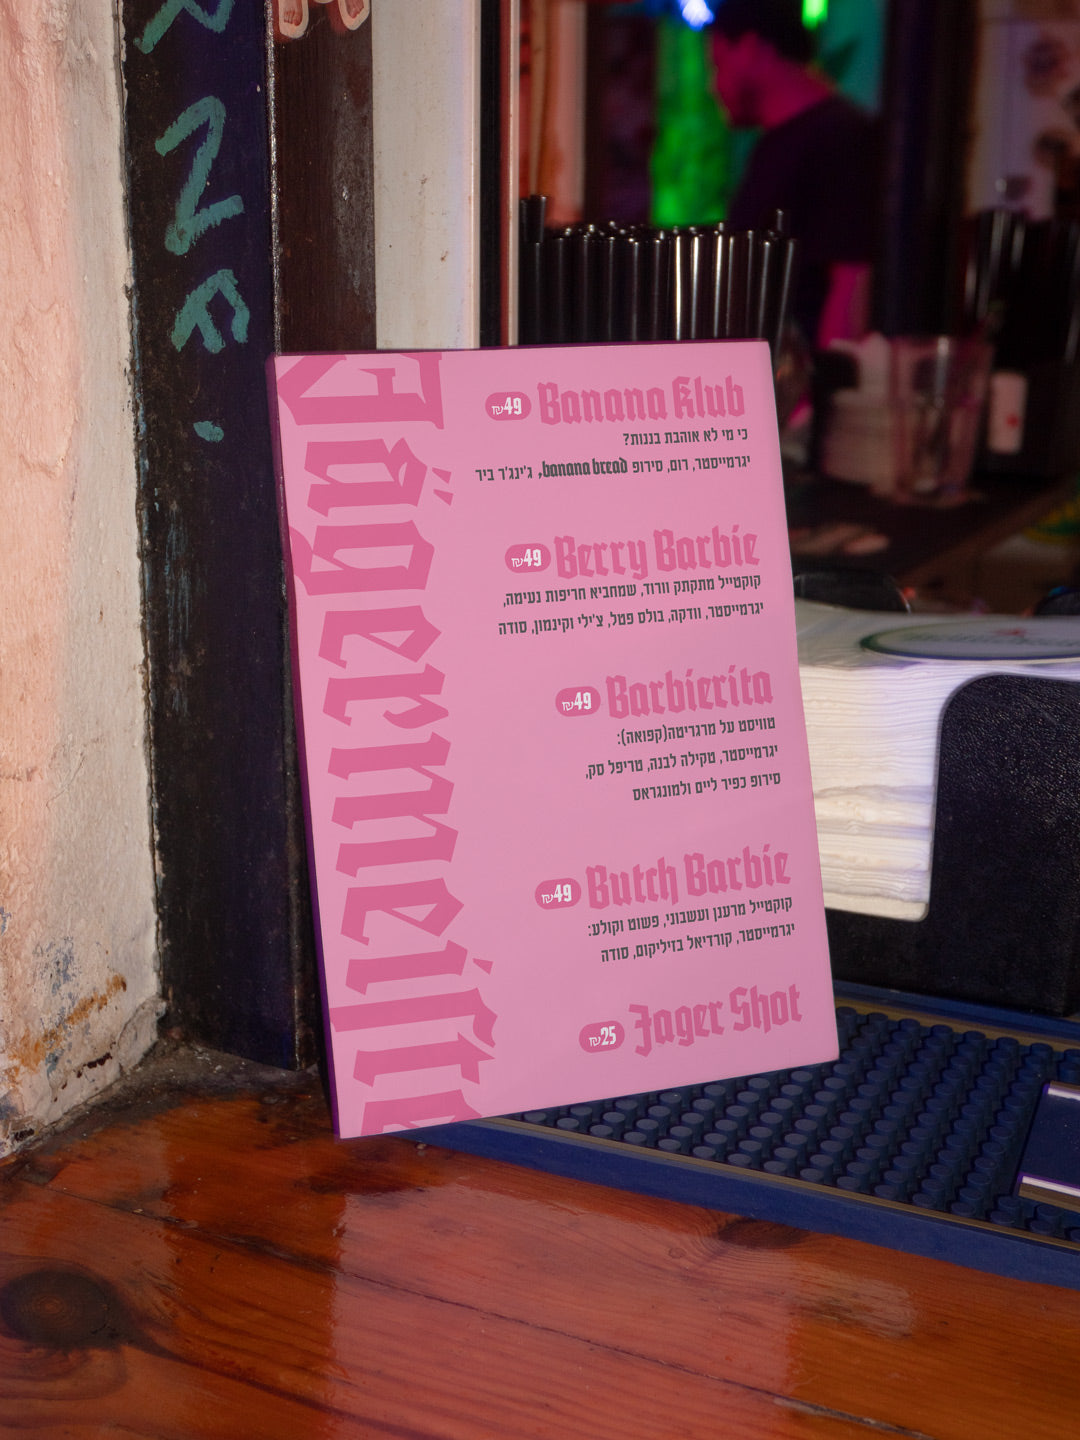 Jägermeister
Banana Klub ₪49
כי מי לא אוהבת בננות?
יגרמייסטר, רום, סירופ banana bread, ג׳ינג׳ר ביר
Berry Barbie ₪49
קוקטייל מתקתק וורוד, שמחביא חריפות נעימה,
יגרמייסטר, וודקה, בולס פטל, צ׳ילי וקינמון, סודה
Barbierita ₪49
טוויסט על מרגריטה(קפואה):
יגרמייסטר, טקילה לבנה, טריפל סק,
סירופ כפיר ליים ולמונגראס
Butch Barbie ₪49
קוקטייל מרענן ועשבוני, פשוט וקולע:
יגרמייסטר, קורדיאל בזיליקום, סודה
Jager Shot ₪25